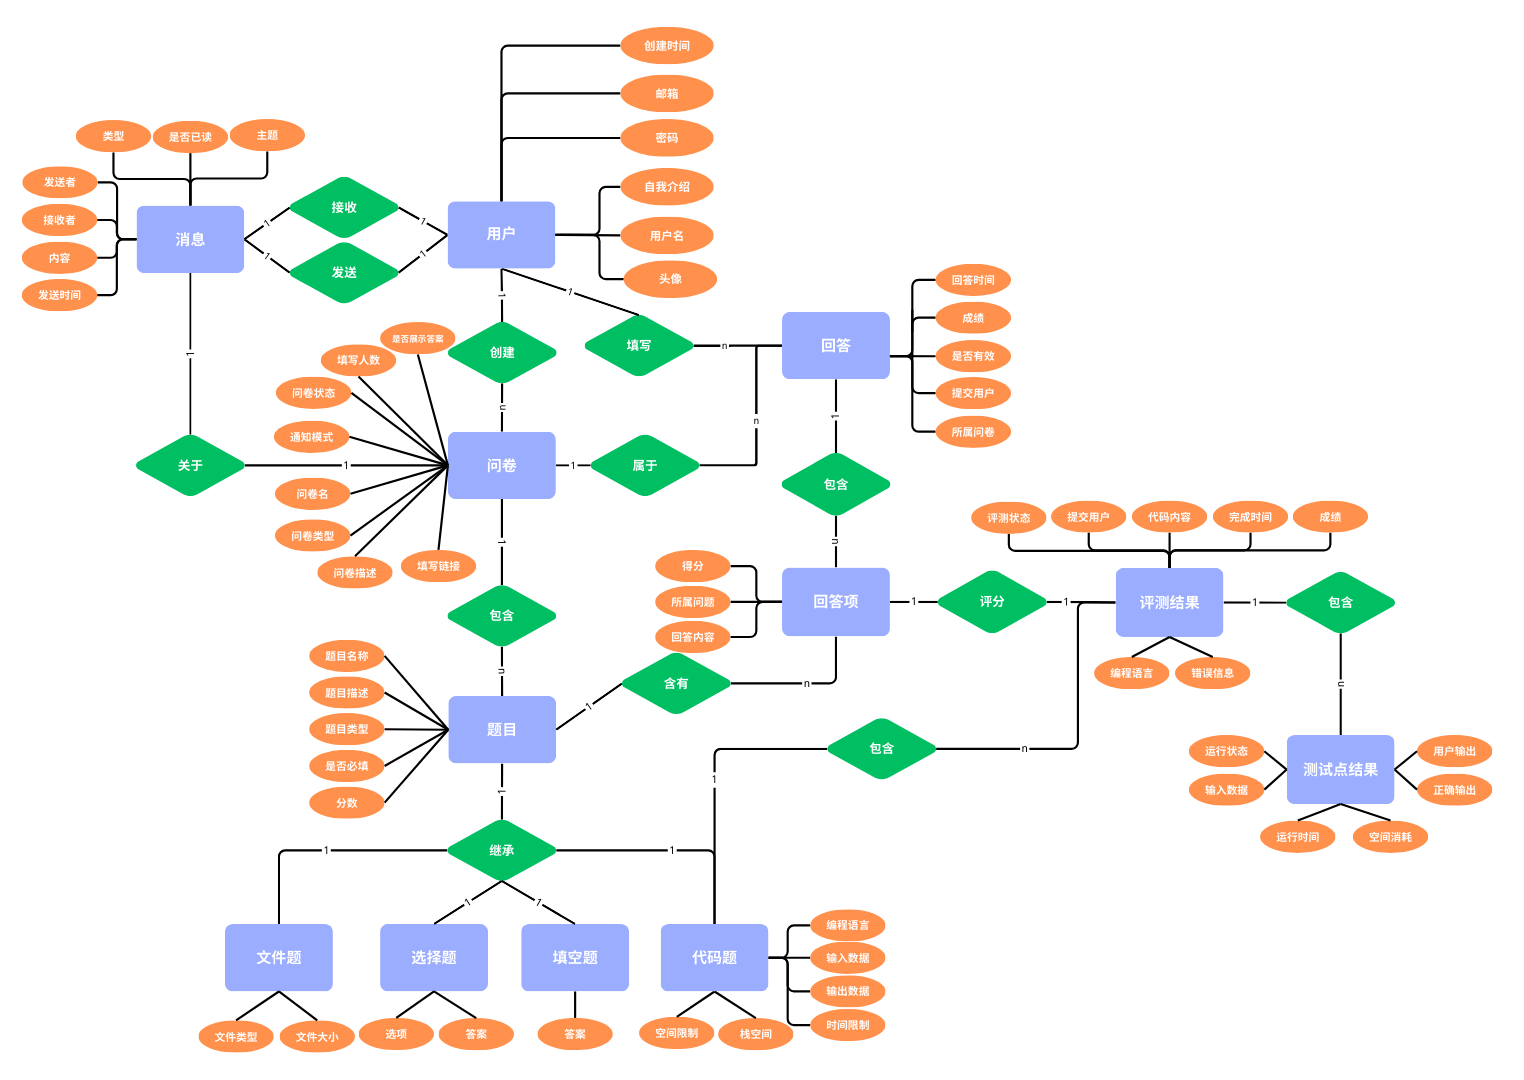 创建时间
邮箱
密码
自我介绍
用户名
头像
类型
是否已读
主题
发送者
接收者
内容
发送时间
消息
1
接收
1
用户
1
发送
1
1
1
1
是否展示答案
填写人数
问卷状态
通知模式
问卷名
问卷类型
问卷描述
填写链接
创建
n
填写
n
回答
回答时间
成绩
是否有效
提交用户
所属问卷
关于
1
问卷
1
属于
n
1
包含
n
1
包含
n
得分
所属问题
回答内容
回答项
1
评分
1
评测状态
提交用户
代码内容
完成时间
成绩
评测结果
1
包含
编程语言
错误信息
n
题目名称
题目描述
题目类型
是否必填
分数
题目
1
含有
n
1
包含
n
运行状态
输入数据
测试点结果
用户输出
正确输出
运行时间
空间消耗
1
1
继承
1
1
1
文件题
选择题
填空题
代码题
编程语言
输入数据
输出数据
时间限制
文件类型
文件大小
选项
答案
答案
空间限制
栈空间